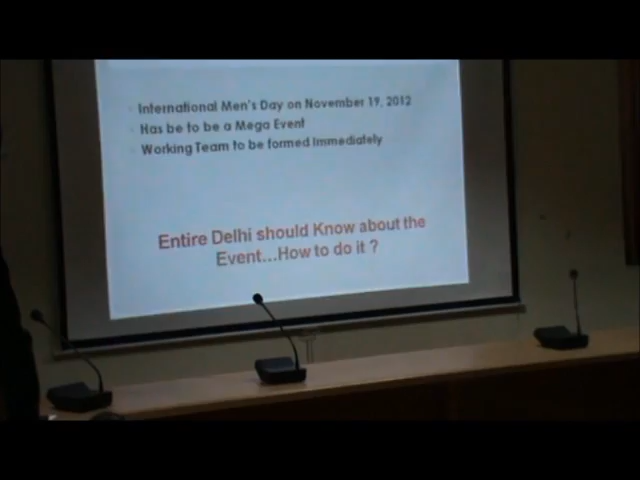 International Men's Day on November 19, 2012
Has be to be a Mega Event
Working Team to be formed Immediately
Entire Delhi should Know about the
Event...How to do it ?